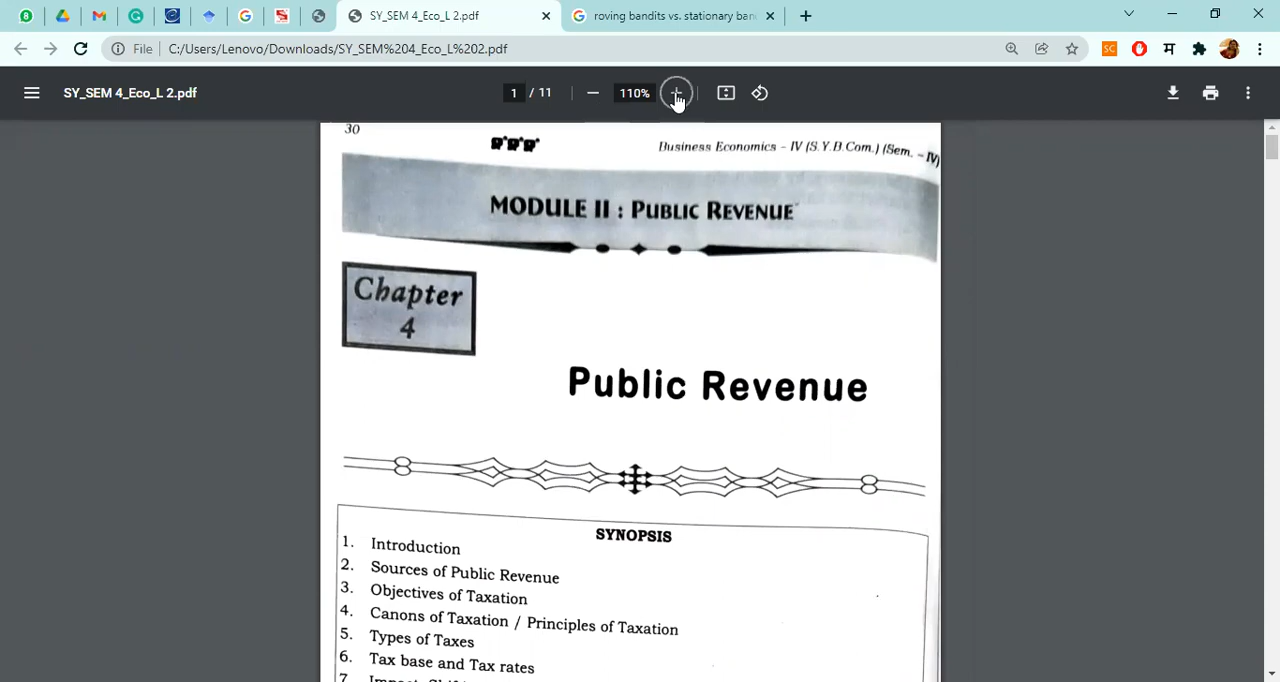 SY_SEM 4_Eco_L 2.pdf
roving bandits vs. stationary ban
File
C:/Users/Lenovo/Downloads/SY_SEM%204_Eco_L%202.pdf
SC
म
SY_SEM 4_Eco_L 2.pdf
1 / 11
110%
30
Business Economics - IV (S.Y.B.Com.) (Sem. - IV)
MODULE II : PUBLIC REVENUE
Chapter
4
Public Revenue
SYNOPSIS
1. Introduction
2. Sources of Public Revenue
3. Objectives of Taxation
4. Canons of Taxation / Principles of Taxation
5. Types of Taxes
6. Tax base and Tax rates
7.